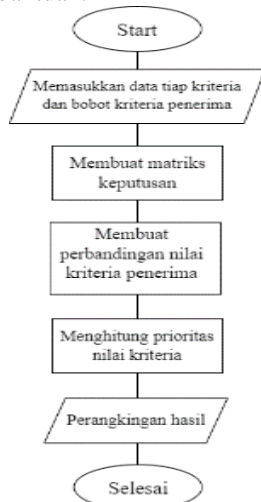 Start
Memasukkan data tiap kriteria
dan bobot kriteria penerima
Membuat matriks
keputusan
Membuat
perbandingan nilai
kriteria penerima
Menghitung prioritas
nilai kriteria
Perangkingan hasil
Selesai